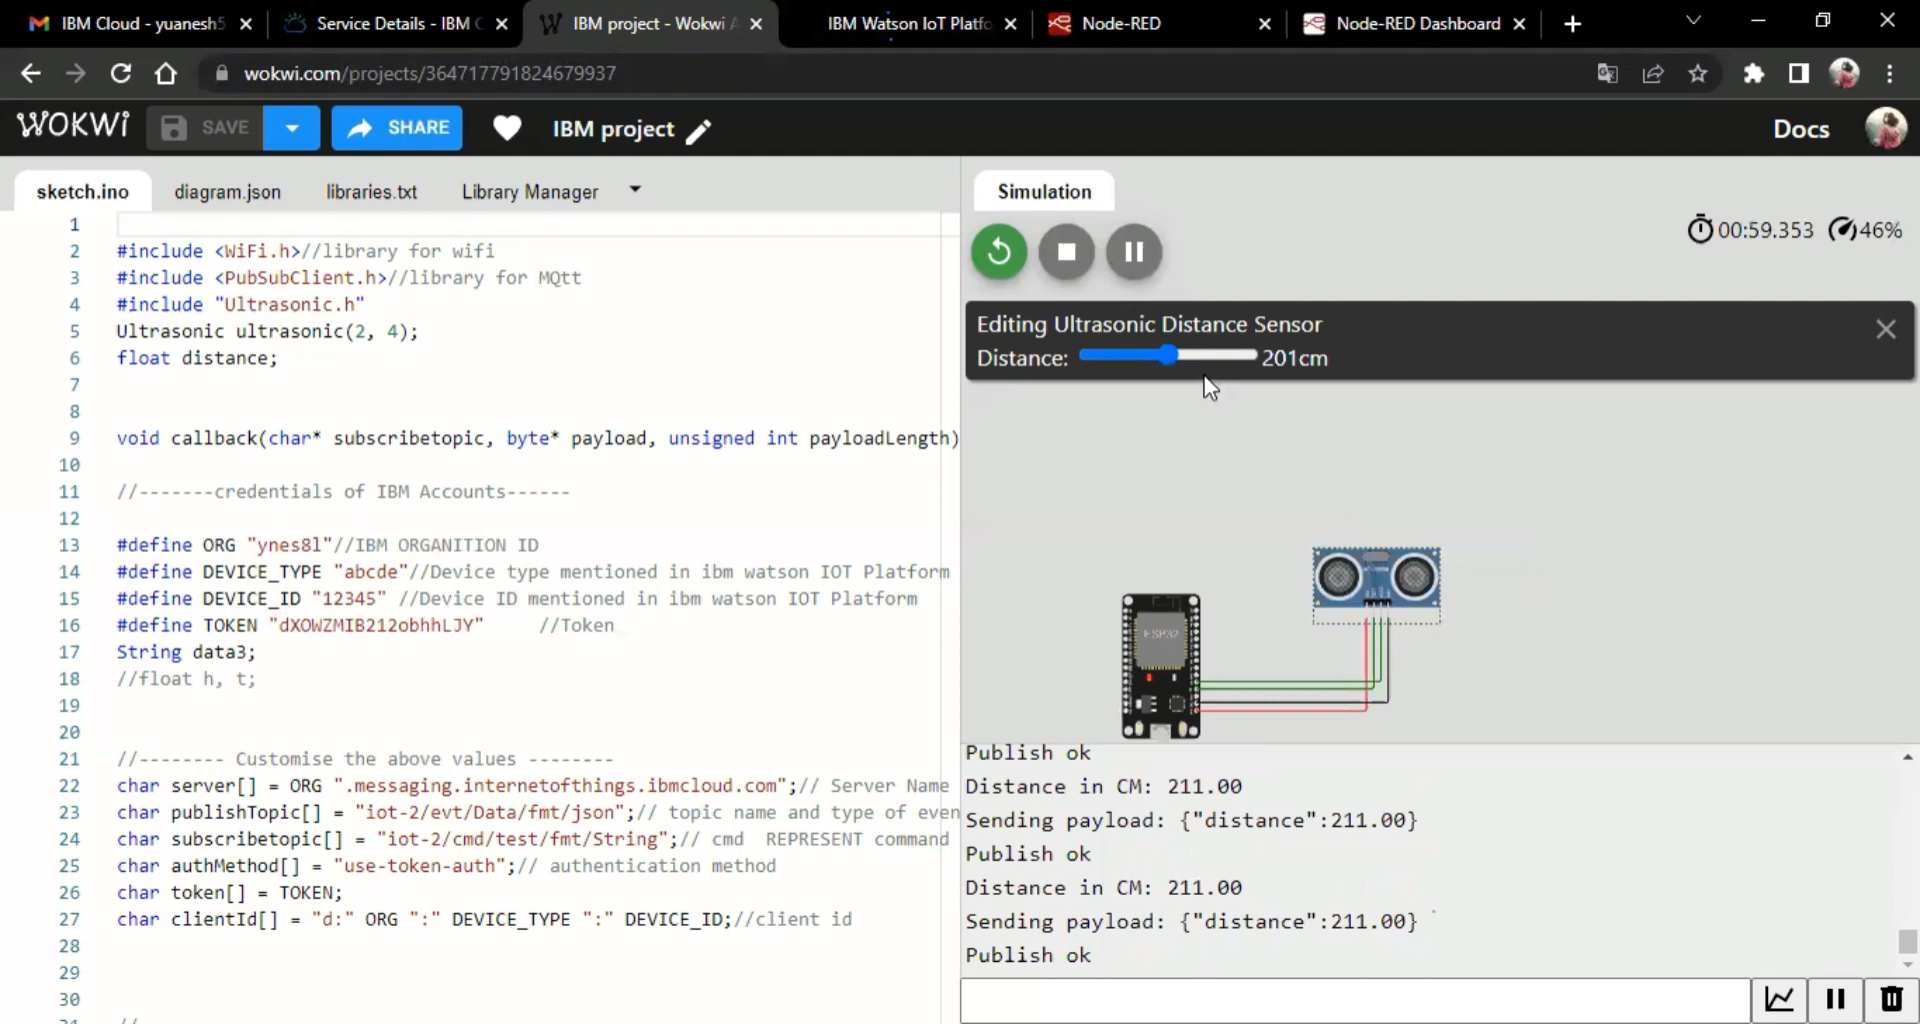 IBM Cloud - yuanesh5
Service Details - IBM C
IBM project - Wokwi A
IBM Watson IoT Platfo
Node-RED
Node-RED Dashboard
wokwi.com/projects/364717791824679937
WOKWi
SAVE
SHARE
IBM project
Docs
sketch.ino
diagram.json
libraries.txt
Library Manager
Simulation
00:59.353
46%
1
2 #include <WiFi.h>//library for wifi
3 #include <PubSubClient.h>//library for MQtt
4 #include "Ultrasonic.h"
5 Ultrasonic ultrasonic(2, 4);
6 float distance;
7
8
9 void callback(char* subscribetopic, byte* payload, unsigned int payloadLength)
10
11 //-------credentials of IBM Accounts------
12
13 #define ORG "ynes8l"//IBM ORGANITION ID
14 #define DEVICE_TYPE "abcde"//Device type mentioned in ibm watson IOT Platform
15 #define DEVICE_ID "12345" //Device ID mentioned in ibm watson IOT Platform
16 #define TOKEN "dXOWZMIB212obhhLJY" //Token
17 String data3;
18 //float h, t;
19
20
21 //-------- Customise the above values --------
22 char server[] = ORG ".messaging.internetofthings.ibmcloud.com";// Server Name
23 char publishTopic[] = "iot-2/evt/Data/fmt/json";// topic name and type of even
24 char subscribetopic[] = "iot-2/cmd/test/fmt/String";// cmd REPRESENT command
25 char authMethod[] = "use-token-auth";// authentication method
26 char token[] = TOKEN;
27 char clientId[] = "d:" ORG ":" DEVICE_TYPE ":" DEVICE_ID;//client id
28
29
30
Editing Ultrasonic Distance Sensor
Distance: 201cm
ESP32
Publish ok
Distance in CM: 211.00
Sending payload: {"distance":211.00}
Publish ok
Distance in CM: 211.00
Sending payload: {"distance":211.00}
Publish ok